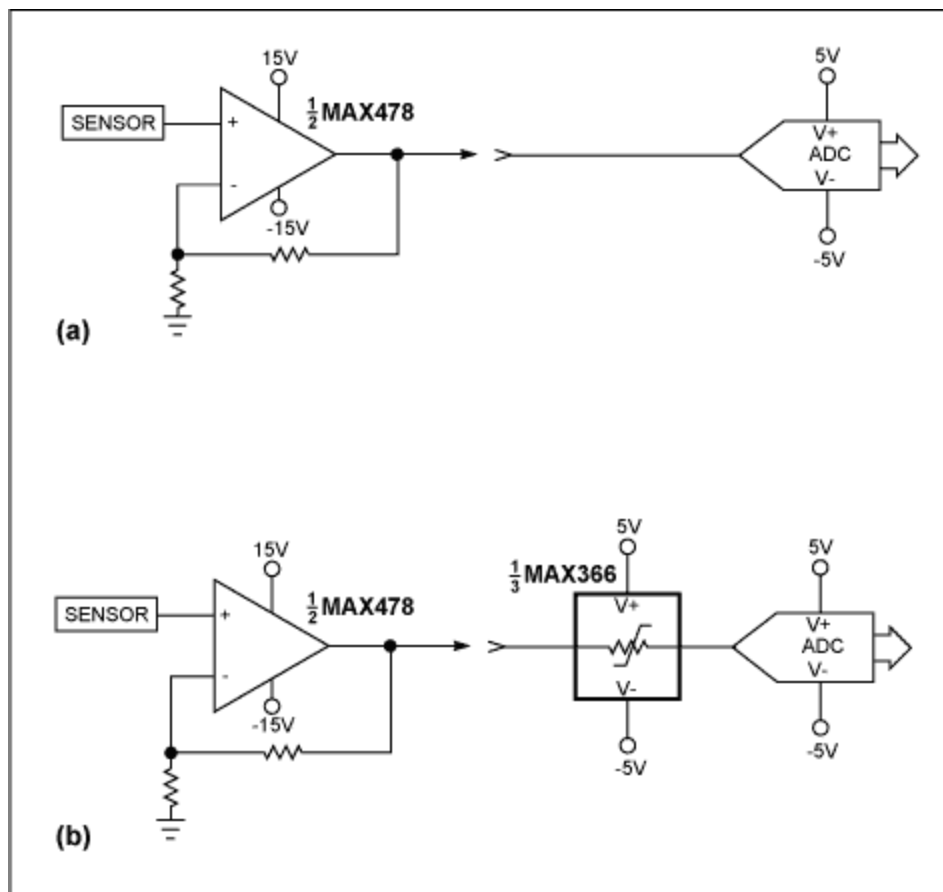 15V
½MAX478
SENSOR
+
-
-15V
5V
V+
ADC
V-
-5V
(a)
15V
½MAX478
SENSOR
+
-
-15V
5V
⅓MAX366
V+
V-
-5V
5V
V+
ADC
V-
-5V
(b)